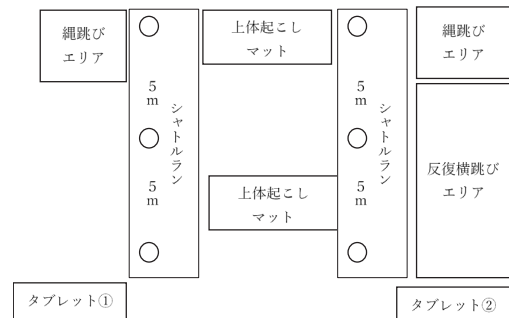 縄跳び
エリア
5
m
シャトルラン
5
m
上体起こし
マット
上体起こし
マット
5
m
シャトルラン
5
m
縄跳び
エリア
反復横跳び
エリア
タブレット①
タブレット②